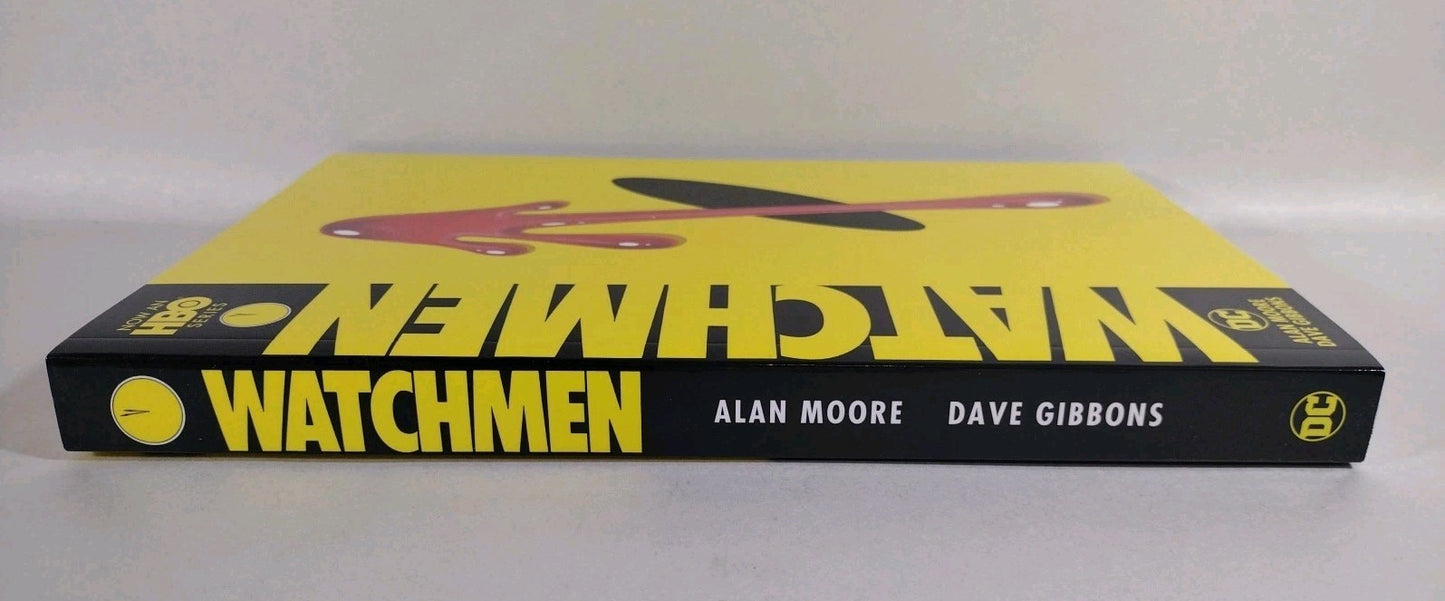 NOW AN
HBO
SERIES
WATCHMEN
DC
ALAN MOORE
DAVE GIBBONS
WATCHMEN ALAN MOORE DAVE GIBBONS DC